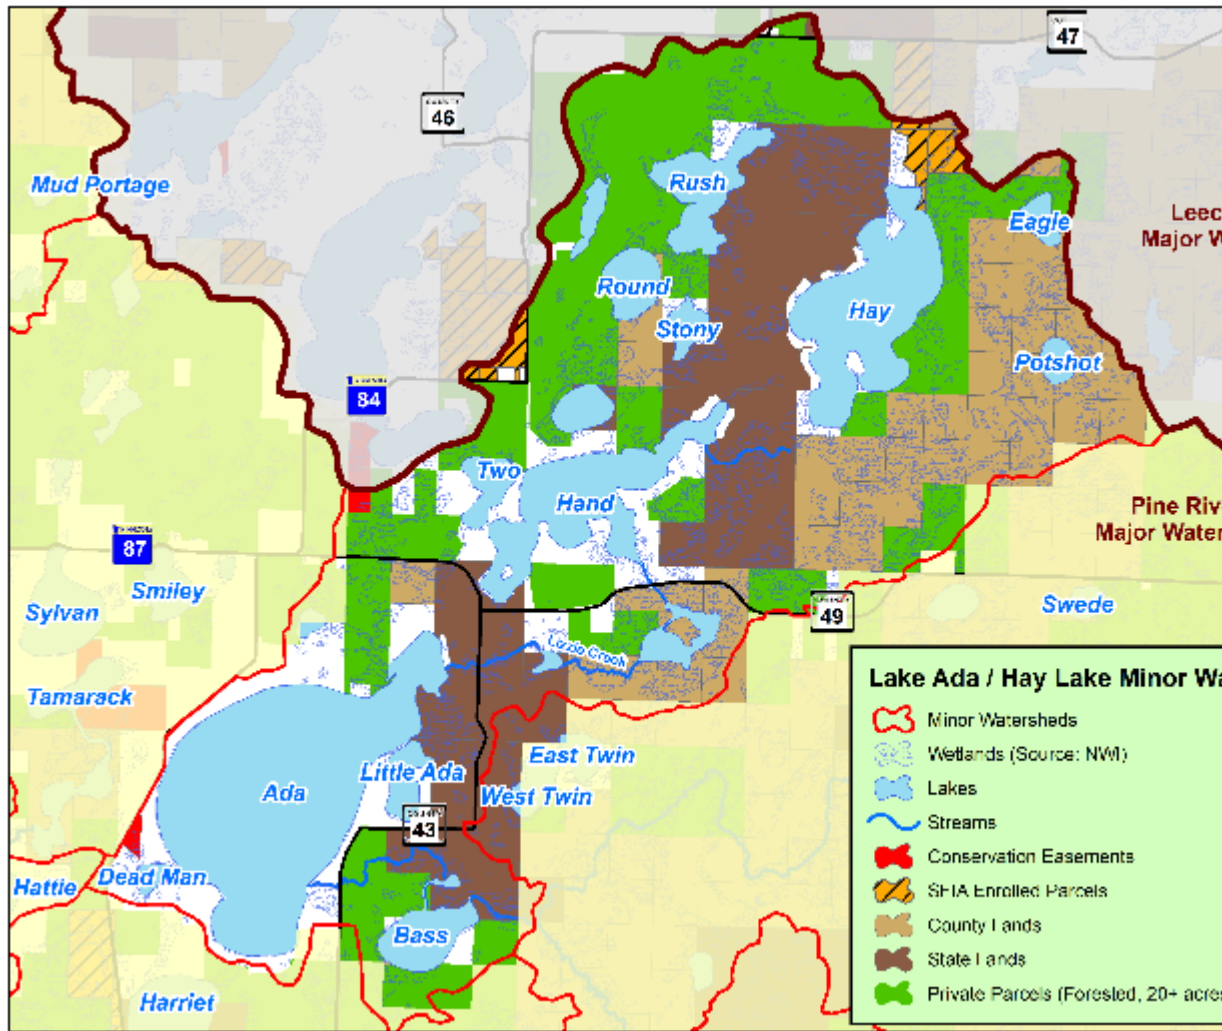 47
46
Mud Portage
Rush
Eagle
Leec
Major W
Round
Hay
Stony
Potshot
84
Two
Hand
Pine Riv
Major Water
87
Smiley
Sylvan
Swede
49
Creek
Tamarack
East Twin
Little Ada
Ada
West Twin
43
Dead Man
Hattie
Bass
Harriet
Lake Ada / Hay Lake Minor Wa
Minor Watersheds
Wetlands (Source: NWI)
Lakes
Streams
Conservation Easements
SFIA Enrolled Parcels
County Lands
State Lands
Private Parcels (Forested, 20+ acres